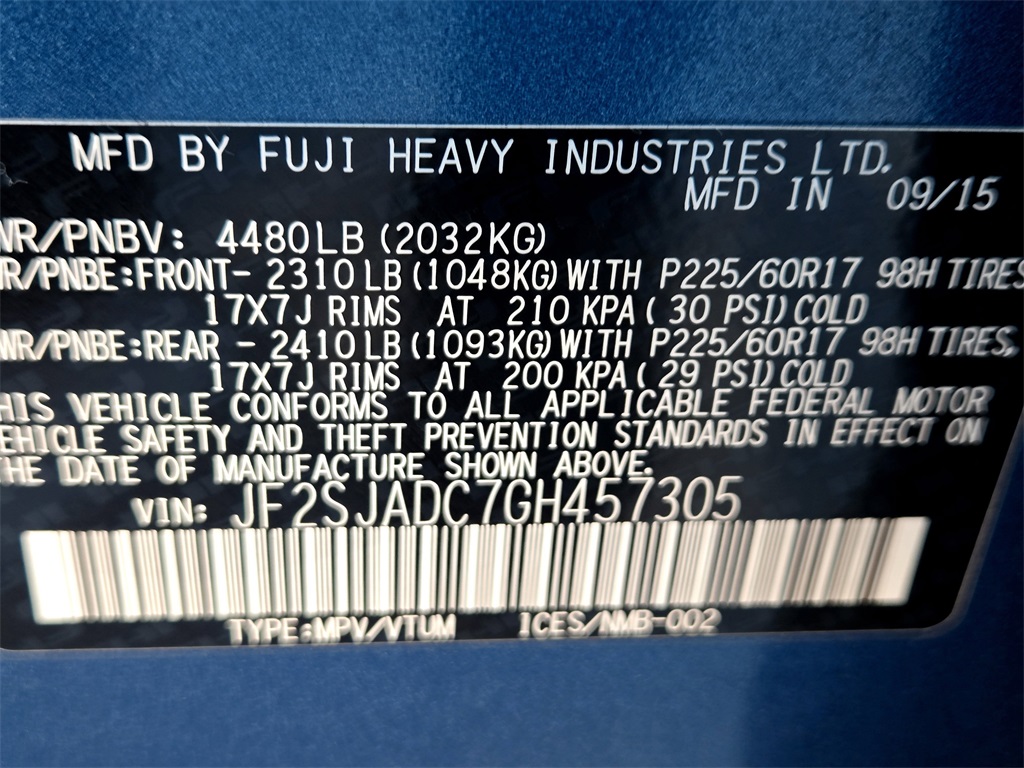 MFD BY FUJI HEAVY INDUSTRIES LTD.
MFD IN 09/15
WR/PNBV: 4480LB (2032KG)
WR/PNBE:FRONT- 2310LB (1048KG) WITH P225/60R17 98H TIRES
17X7J RIMS AT 210 KPA (30 PSI) COLD
WR/PNBE:REAR - 2410LB (1093KG) WITH P225/60R17 98H TIRES,
17X7J RIMS AT 200 KPA (29 PSI) COLD
HIS VEHICLE CONFORMS TO ALL APPLICABLE FEDERAL MOTOR
EHICLE SAFETY AND THEFT PREVENTION STANDARDS IN EFFECT ON
HE DATE OF MANUFACTURE SHOWN ABOVE.
VIN: JF2SJADC7GH457305
TYPE:MPV/VTUM ICES/NMB-002